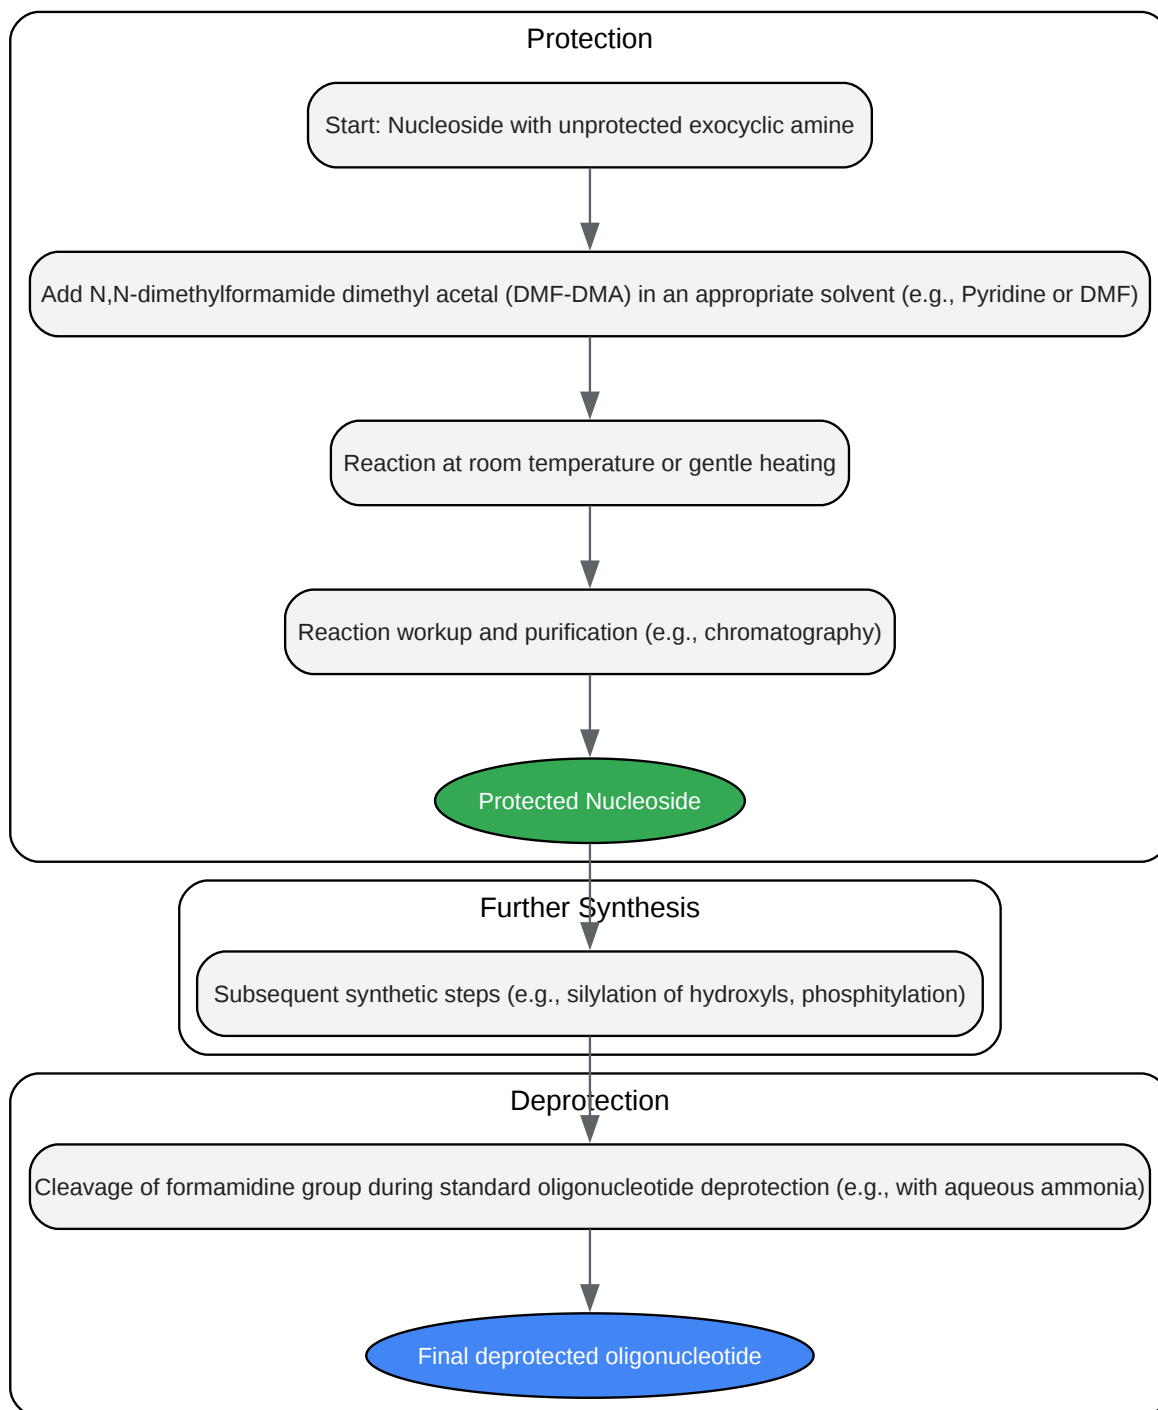 Protection
Start: Nucleoside with unprotected exocyclic amine
Add N,N-dimethylformamide dimethyl acetal (DMF-DMA) in an appropriate solvent (e.g., Pyridine or DMF)
Reaction at room temperature or gentle heating
Reaction workup and purification (e.g., chromatography)
Protected Nucleoside
Further Synthesis
Subsequent synthetic steps (e.g., silylation of hydroxyls, phosphitylation)
Deprotection
Cleavage of formamidine group during standard oligonucleotide deprotection (e.g., with aqueous ammonia)
Final deprotected oligonucleotide